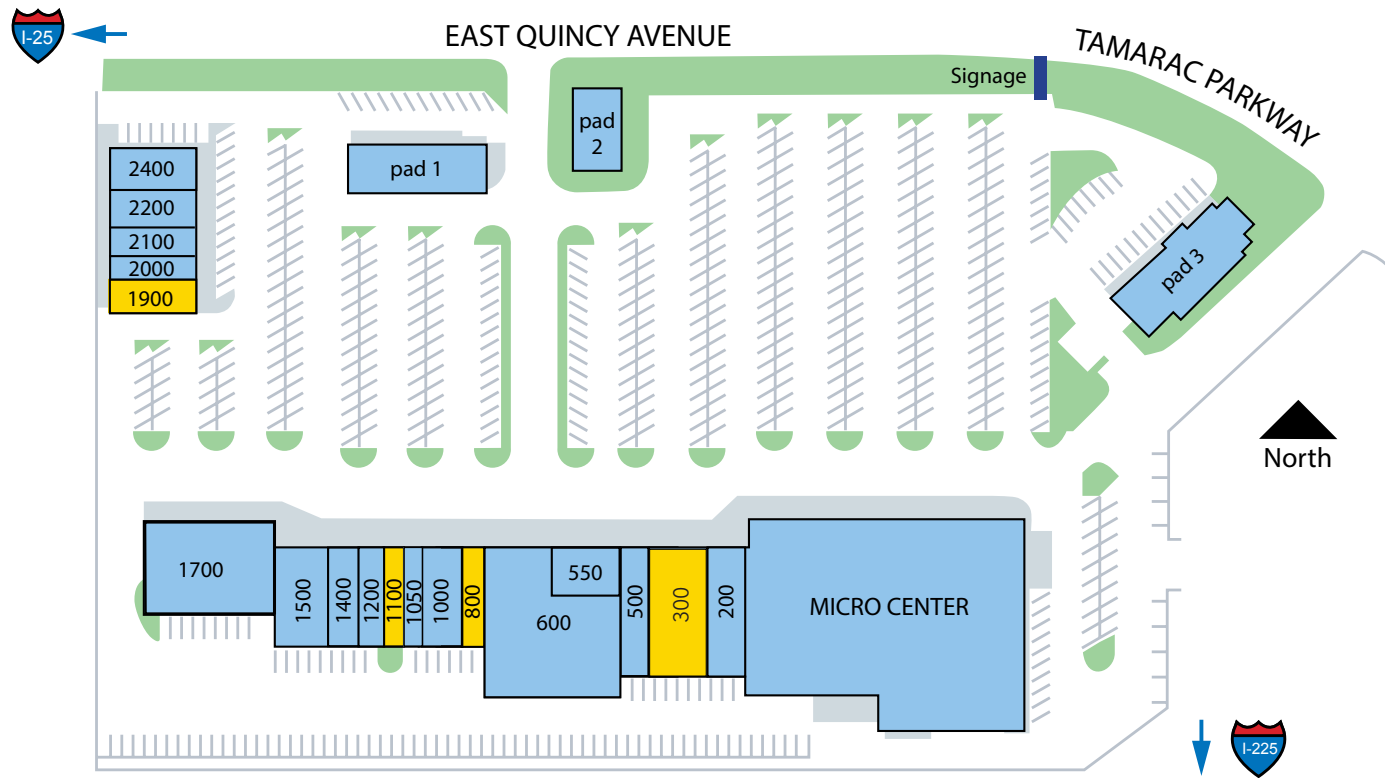 EAST QUINCY AVENUE
TAMARAC PARKWAY
I-25
Signage
pad
2
pad 1
2400
2200
2100
2000
1900
pad 3
North
1700
1500
1400
1200
1100
1050
1000
800
550
600
500
300
200
MICRO CENTER
I-225